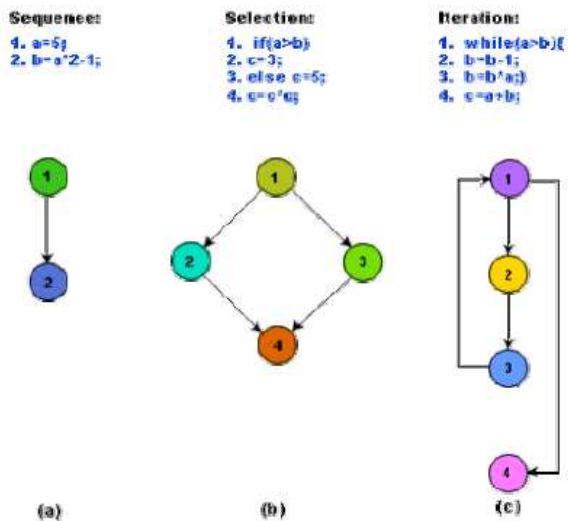 Sequence:
1. a=5;
2. b=a*2-1;
Selection:
1. if(a>b)
2. c=3;
3. else c=5;
4. c=c*c;
Iteration:
1. while(a>b){
2. b=b-1;
3. b=b*a;}
4. c=a+b;
1
2
1
2
3
4
1
2
3
4
(a)
(b)
(c)